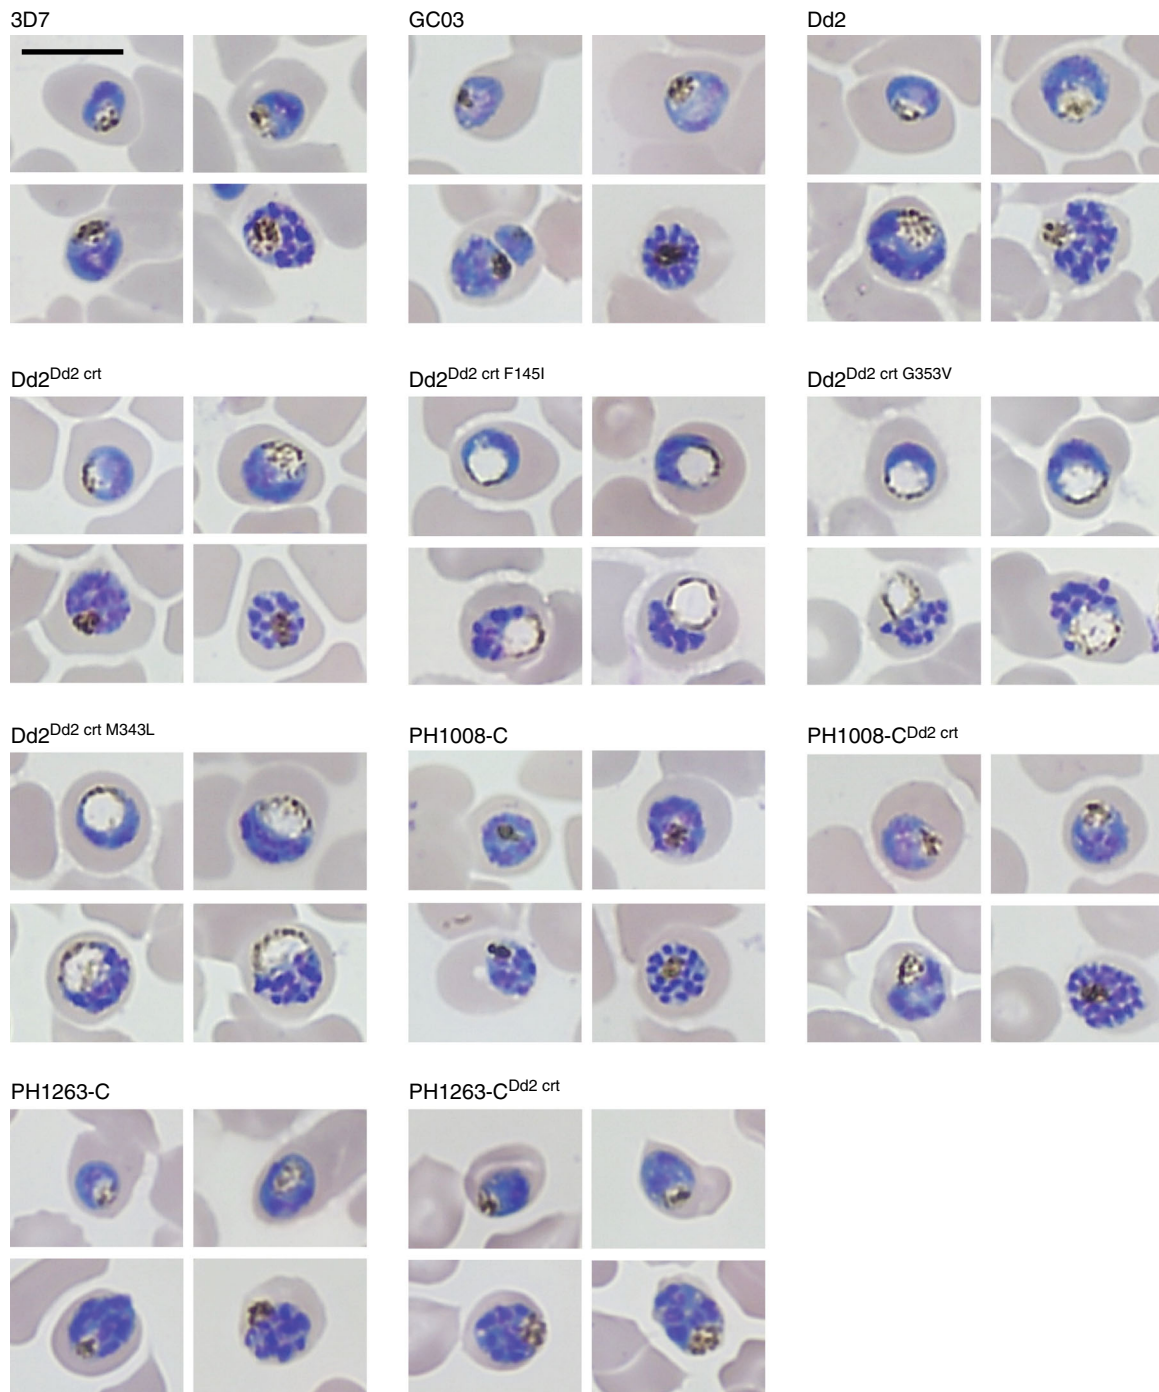 3D7
GC03
Dd2
Dd2Dd2 crt
Dd2Dd2 crt F145I
Dd2Dd2 crt G353V
Dd2Dd2 crt M343L
PH1008-C
PH1008-CDd2 crt
PH1263-C
PH1263-CDd2 crt